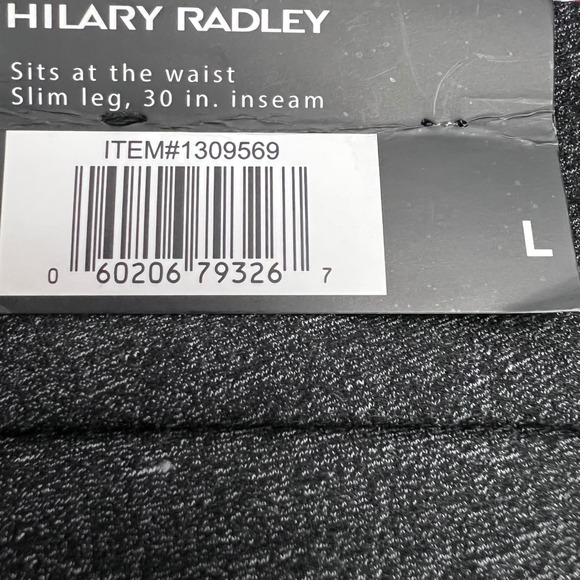 HILARY RADLEY
Sits at the waist
Slim leg, 30 in. inseam
ITEM#1309569
0 60206 79326 7
L